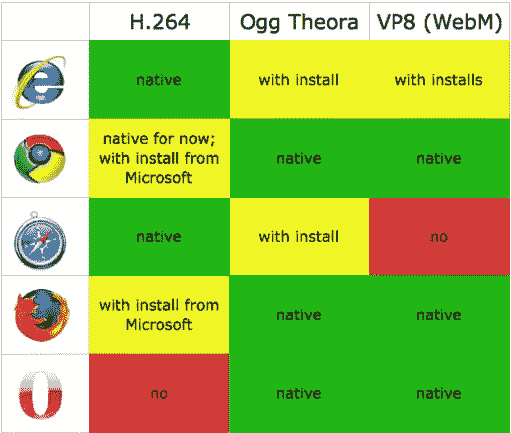 H.264 Ogg Theora VP8 (WebM)
native with install with installs
native for now;
with install from
Microsoft
native native
native with install no
with install from
Microsoft
native native
no native native